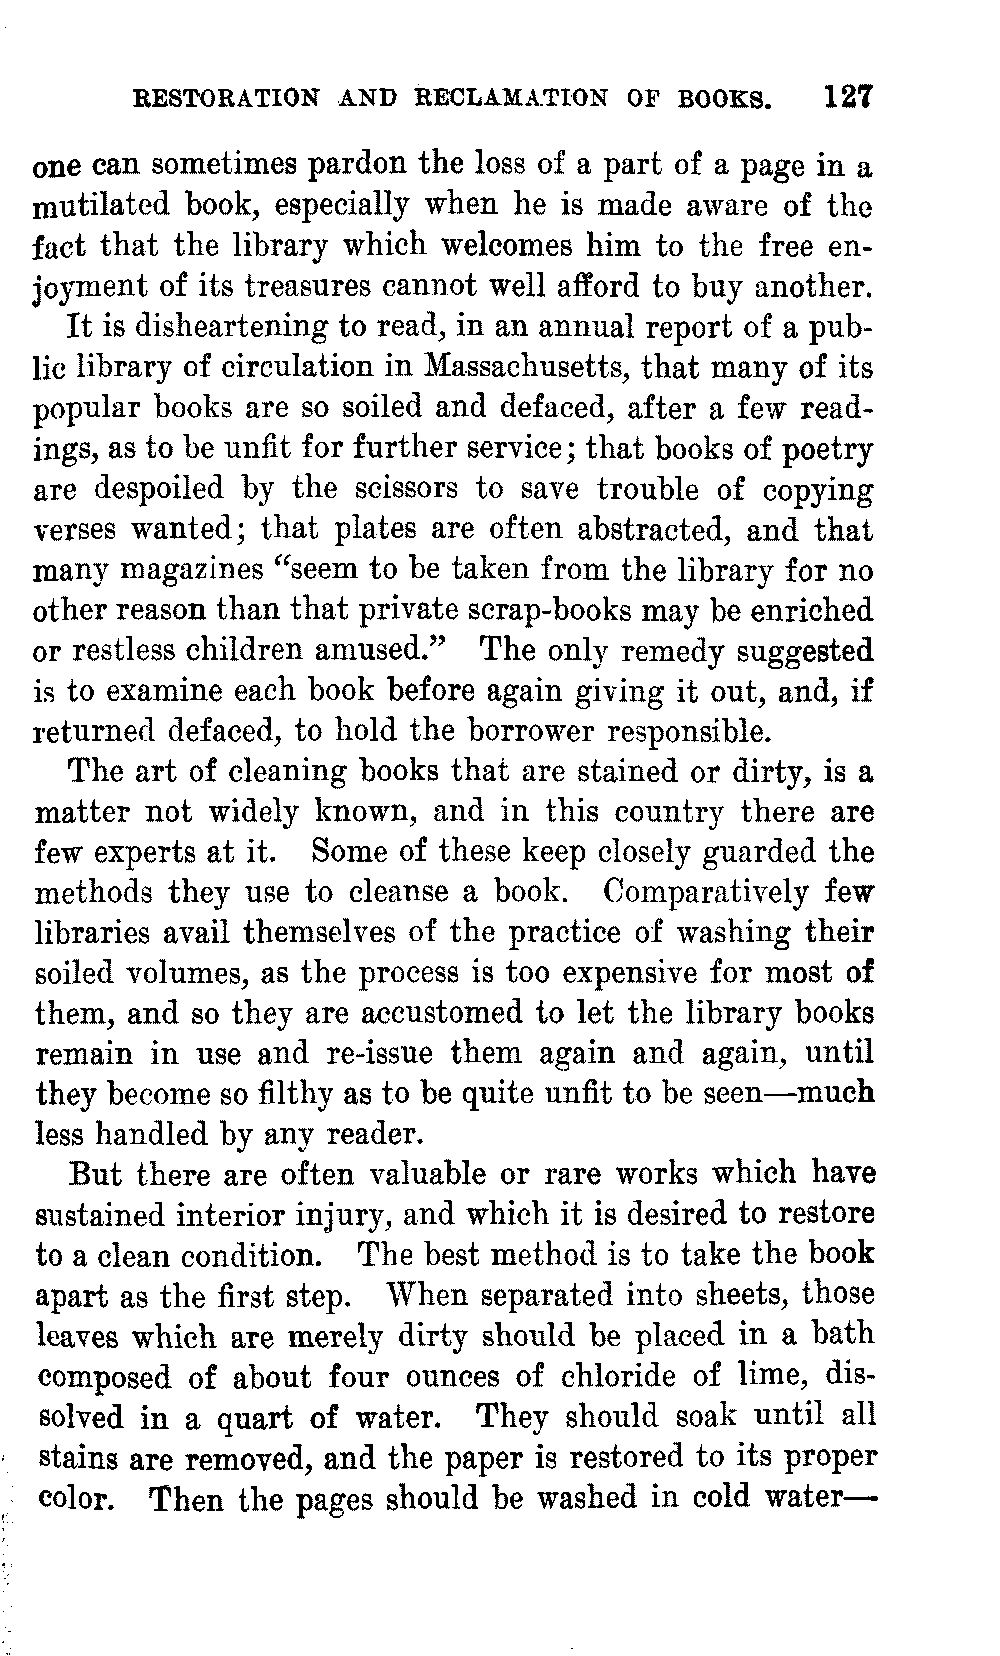 RESTORATION AND RECLAMATION OF BOOKS. 127
one can sometimes pardon the loss of a part of a page in a
mutilated book, especially when he is made aware of the
fact that the library which welcomes him to the free en-
joyment of its treasures cannot well afford to buy another.
It is disheartening to read, in an annual report of a pub-
lic library of circulation in Massachusetts, that many of its
popular books are so soiled and defaced, after a few read-
ings, as to be unfit for further service; that books of poetry
are despoiled by the scissors to save trouble of copying
verses wanted; that plates are often abstracted, and that
many magazines “seem to be taken from the library for no
other reason than that private scrap-books may be enriched
or restless children amused.” The only remedy suggested
is to examine each book before again giving it out, and, if
returned defaced, to hold the borrower responsible.
The art of cleaning books that are stained or dirty, is a
matter not widely known, and in this country there are
few experts at it. Some of these keep closely guarded the
methods they use to cleanse a book. Comparatively few
libraries avail themselves of the practice of washing their
soiled volumes, as the process is too expensive for most of
them, and so they are accustomed to let the library books
remain in use and re-issue them again and again, until
they become so filthy as to be quite unfit to be seen—much
less handled by any reader.
But there are often valuable or rare works which have
sustained interior injury, and which it is desired to restore
to a clean condition. The best method is to take the book
apart as the first step. When separated into sheets, those
leaves which are merely dirty should be placed in a bath
composed of about four ounces of chloride of lime, dis-
solved in a quart of water. They should soak until all
stains are removed, and the paper is restored to its proper
color. Then the pages should be washed in cold water—